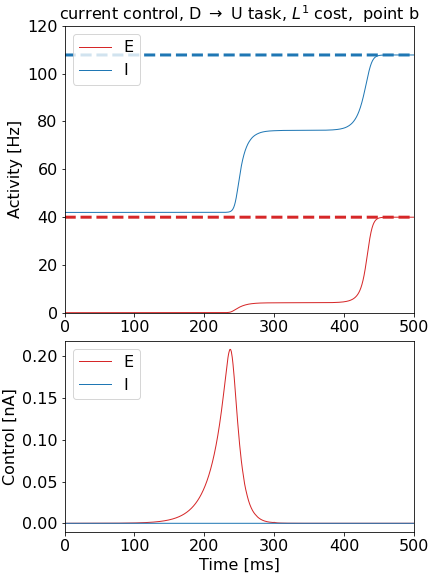 current control, D → U task, L¹ cost, point b
120
100
80
60
40
20
0
Activity [Hz]
E
I
0 100 200 300 400 500
0.20
0.15
0.10
0.05
0.00
Control [nA]
E
I
0 100 200 300 400 500
Time [ms]